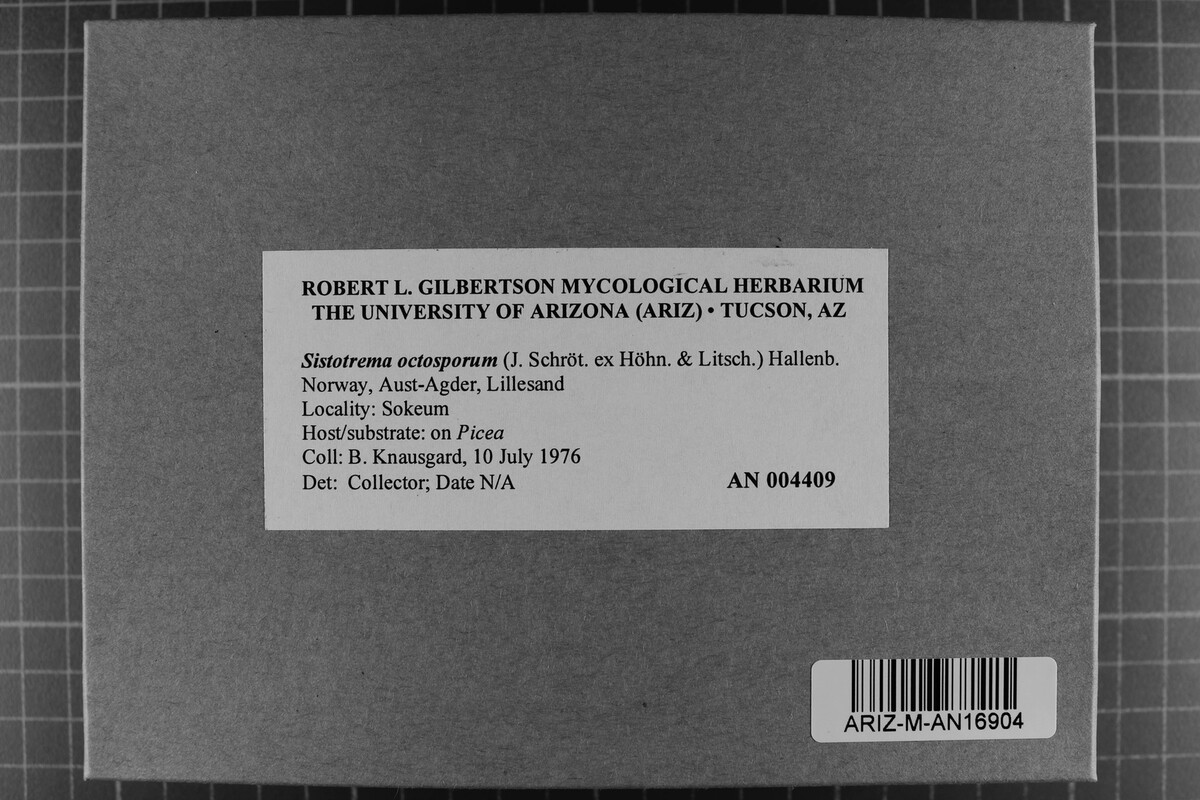 ROBERT L. GILBERTSON MYCOLOGICAL HERBARIUM
THE UNIVERSITY OF ARIZONA (ARIZ) • TUCSON, AZ
Sistotrema octosporum (J. Schröt. ex Höhn. & Litsch.) Hallenb.
Norway, Aust-Agder, Lillesand
Locality: Sokeum
Host/substrate: on Picea
Coll: B. Knausgard, 10 July 1976
Det: Collector; Date N/A
AN 004409
ARIZ-M-AN16904